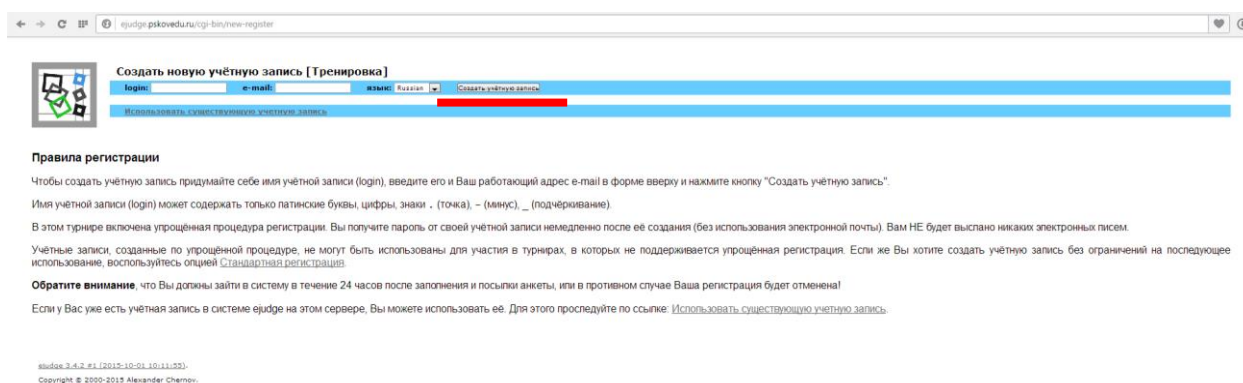 ejudge.pskovedu.ru/cgi-bin/new-register
Создать новую учётную запись [Тренировка]
login: e-mail: язык: Russian Создать учётную запись
Использовать существующую учетную запись
Правила регистрации
Чтобы создать учётную запись придумайте себе имя учётной записи (login), введите его и Ваш работающий адрес e-mail в форме вверху и нажмите кнопку "Создать учётную запись".
Имя учётной записи (login) может содержать только латинские буквы, цифры, знаки . (точка), – (минус), _ (подчёркивание).
В этом турнире включена упрощённая процедура регистрации. Вы получите пароль от своей учётной записи немедленно после её создания (без использования электронной почты). Вам НЕ будет выслано никаких электронных писем.
Учётные записи, созданные по упрощённой процедуре, не могут быть использованы для участия в турнирах, в которых не поддерживается упрощённая регистрация. Если же Вы хотите создать учётную запись без ограничений на последующее
использование, воспользуйтесь опцией Стандартная регистрация.
Обратите внимание, что Вы должны зайти в систему в течение 24 часов после заполнения и посылки анкеты, или в противном случае Ваша регистрация будет отменена!
Если у Вас уже есть учётная запись в системе ejudge на этом сервере, Вы можете использовать её. Для этого проследуйте по ссылке: Использовать существующую учетную запись.
ejudge 3.4.2 #1 (2015-10-01 10:11:55).
Copyright © 2000-2015 Alexander Chernov.